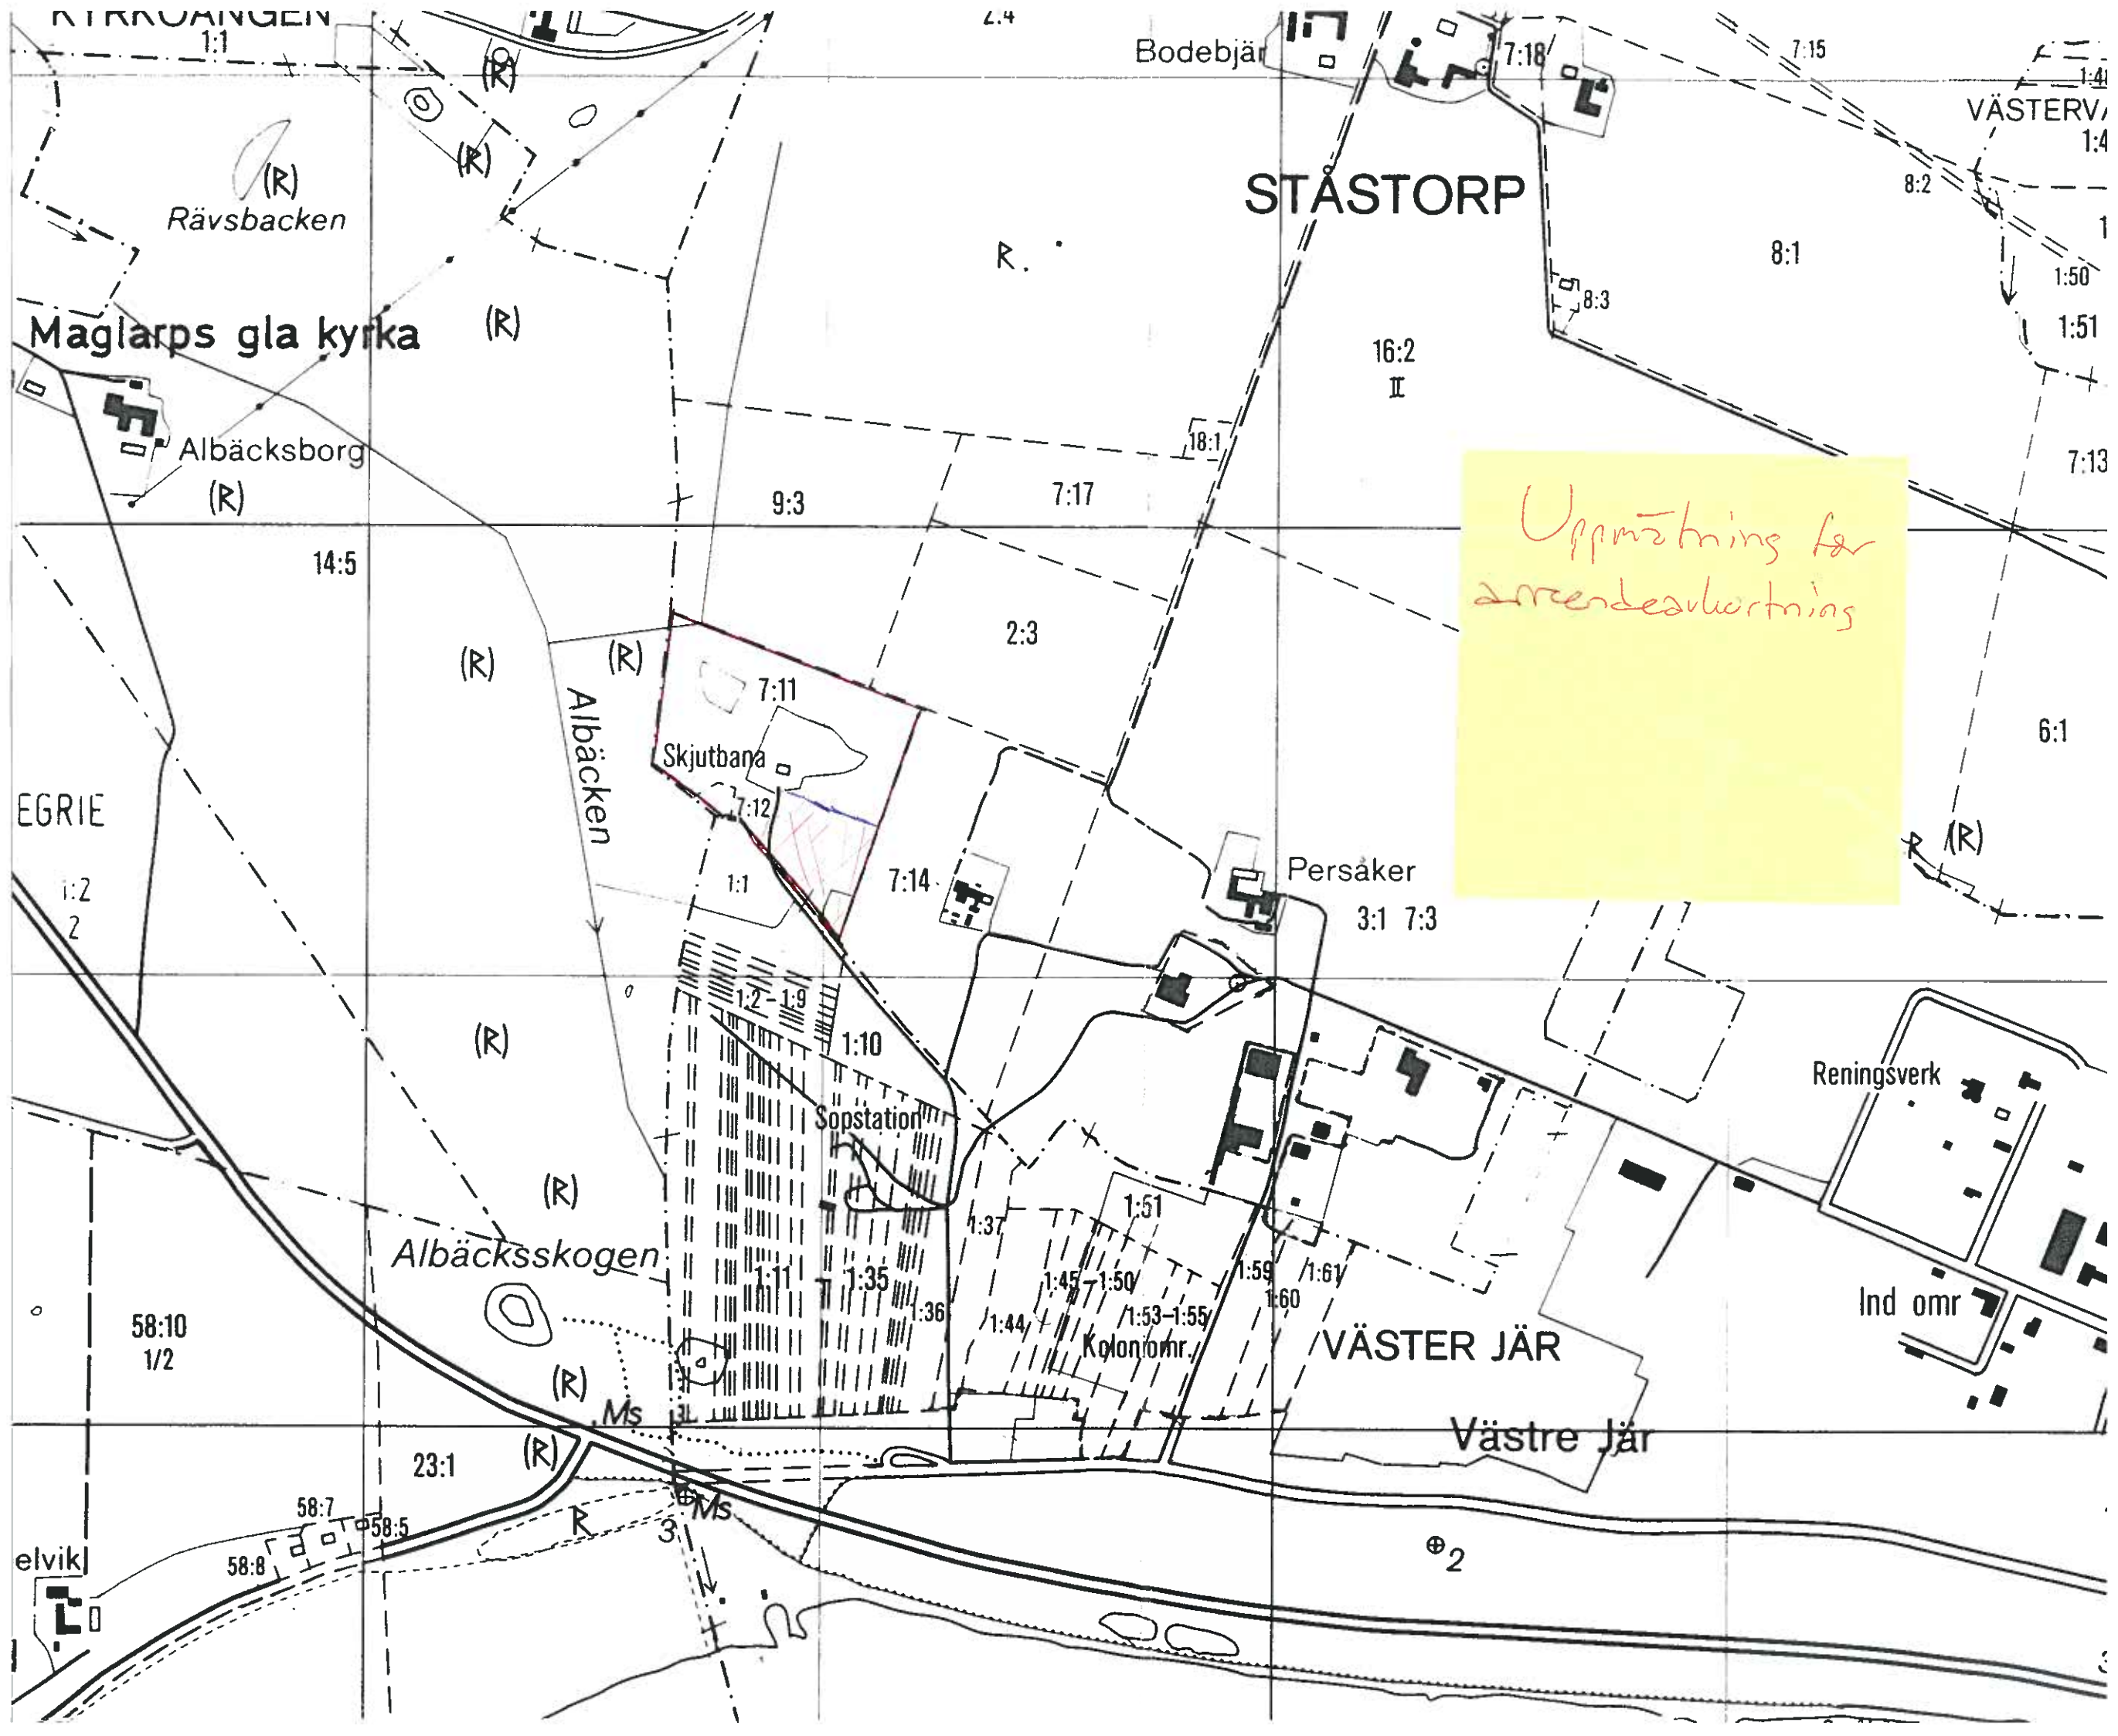 KYRKOÄNGEN
1:1
2:4
Bodebjär
7:18
7:15
1:4
VÄSTERVÅ
(R)
(R)
(R)
Rävsbacken
STÅSTORP
8:2
R.
8:1
1:50
8:3
1:51
(R)
Maglarps gla kyrka
16:2
II
Albäcksborg
(R)
18:1
7:13
9:3
7:17
14:5
Uppmätning för
arrendeavkortning
2:3
(R)
(R)
7:11
Albäcken
Skjutbana
7:12
6:1
EGRIE
1:2
2
R
(R)
1:1
7:14
Persåker
3:1 7:3
1:2-1:9
(R)
1:10
Reningsverk
Sopstation
(R)
1:37
1:51
Albäcksskogen
1:11
1:35
1:45-1:50
1:59
1:61
1:60
1:36
1:44
1:53-1:55
Ind omr
58:10
1/2
Koloniomr.
VÄSTER JÄR
(R)
Ms
Västre Jär
(R)
23:1
58:7
58:5
R
Ms
3
2
58:8
elvik